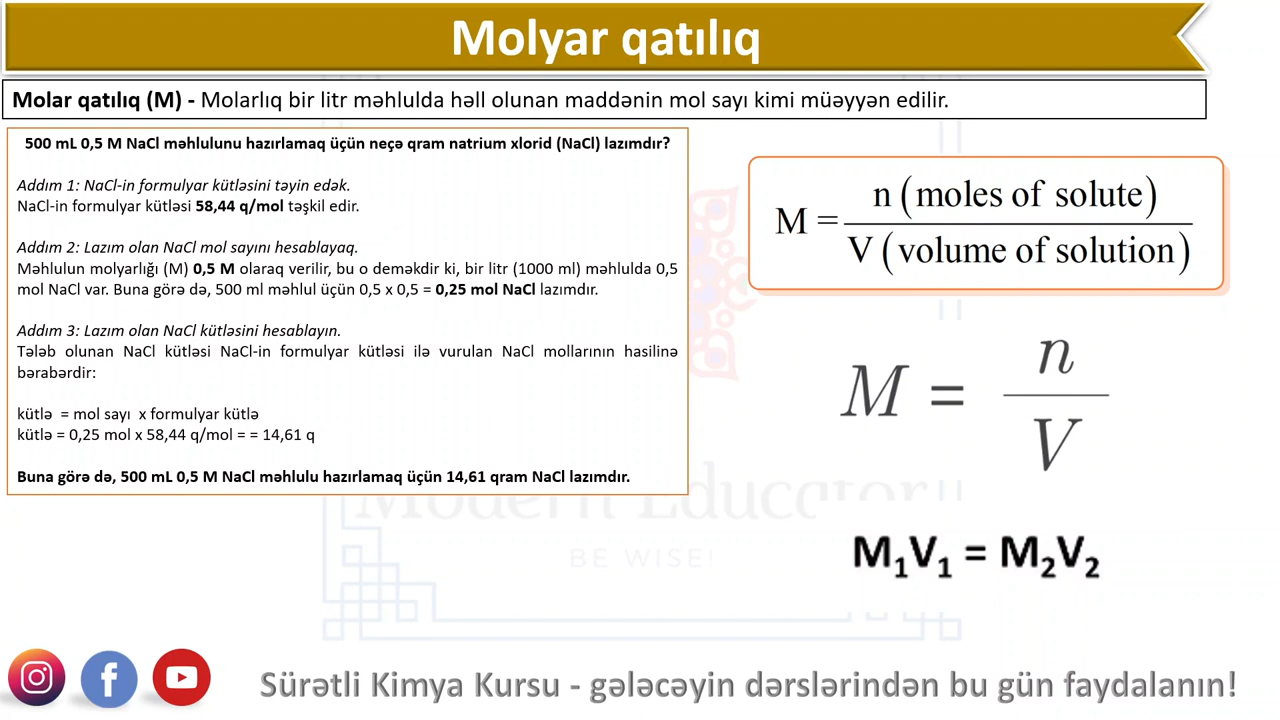 Molyar qatılıq
Molar qatılıq (M) - Molarlıq bir litr məhlulda həll olunan maddənin mol sayı kimi müəyyən edilir.
500 mL 0,5 M NaCl məhlulunu hazırlamaq üçün neçə qram natrium xlorid (NaCl) lazımdır?
Addım 1: NaCl-in formulyar kütləsini təyin edək.
NaCl-in formulyar kütləsi 58,44 q/mol təşkil edir.
Addım 2: Lazım olan NaCl mol sayını hesablayaq.
Məhlulun molyarlığı (M) 0,5 M olaraq verilir, bu o deməkdir ki, bir litr (1000 ml) məhlulda 0,5
mol NaCl var. Buna görə də, 500 ml məhlul üçün 0,5 x 0,5 = 0,25 mol NaCl lazımdır.
Addım 3: Lazım olan NaCl kütləsini hesablayın.
Tələb olunan NaCl kütləsi NaCl-in formulyar kütləsi ilə vurulan NaCl mollarının hasilinə
bərabərdir:
kütlə = mol sayı x formulyar kütlə
kütlə = 0,25 mol x 58,44 q/mol = = 14,61 q
Buna görə də, 500 mL 0,5 M NaCl məhlulu hazırlamaq üçün 14,61 qram NaCl lazımdır.
M = n (moles of solute) / V (volume of solution)
M = n / V
M₁V₁ = M₂V₂
Modern Educator
BE WISE!
Sürətli Kimya Kursu - gələcəyin dərslərindən bu gün faydalanın!